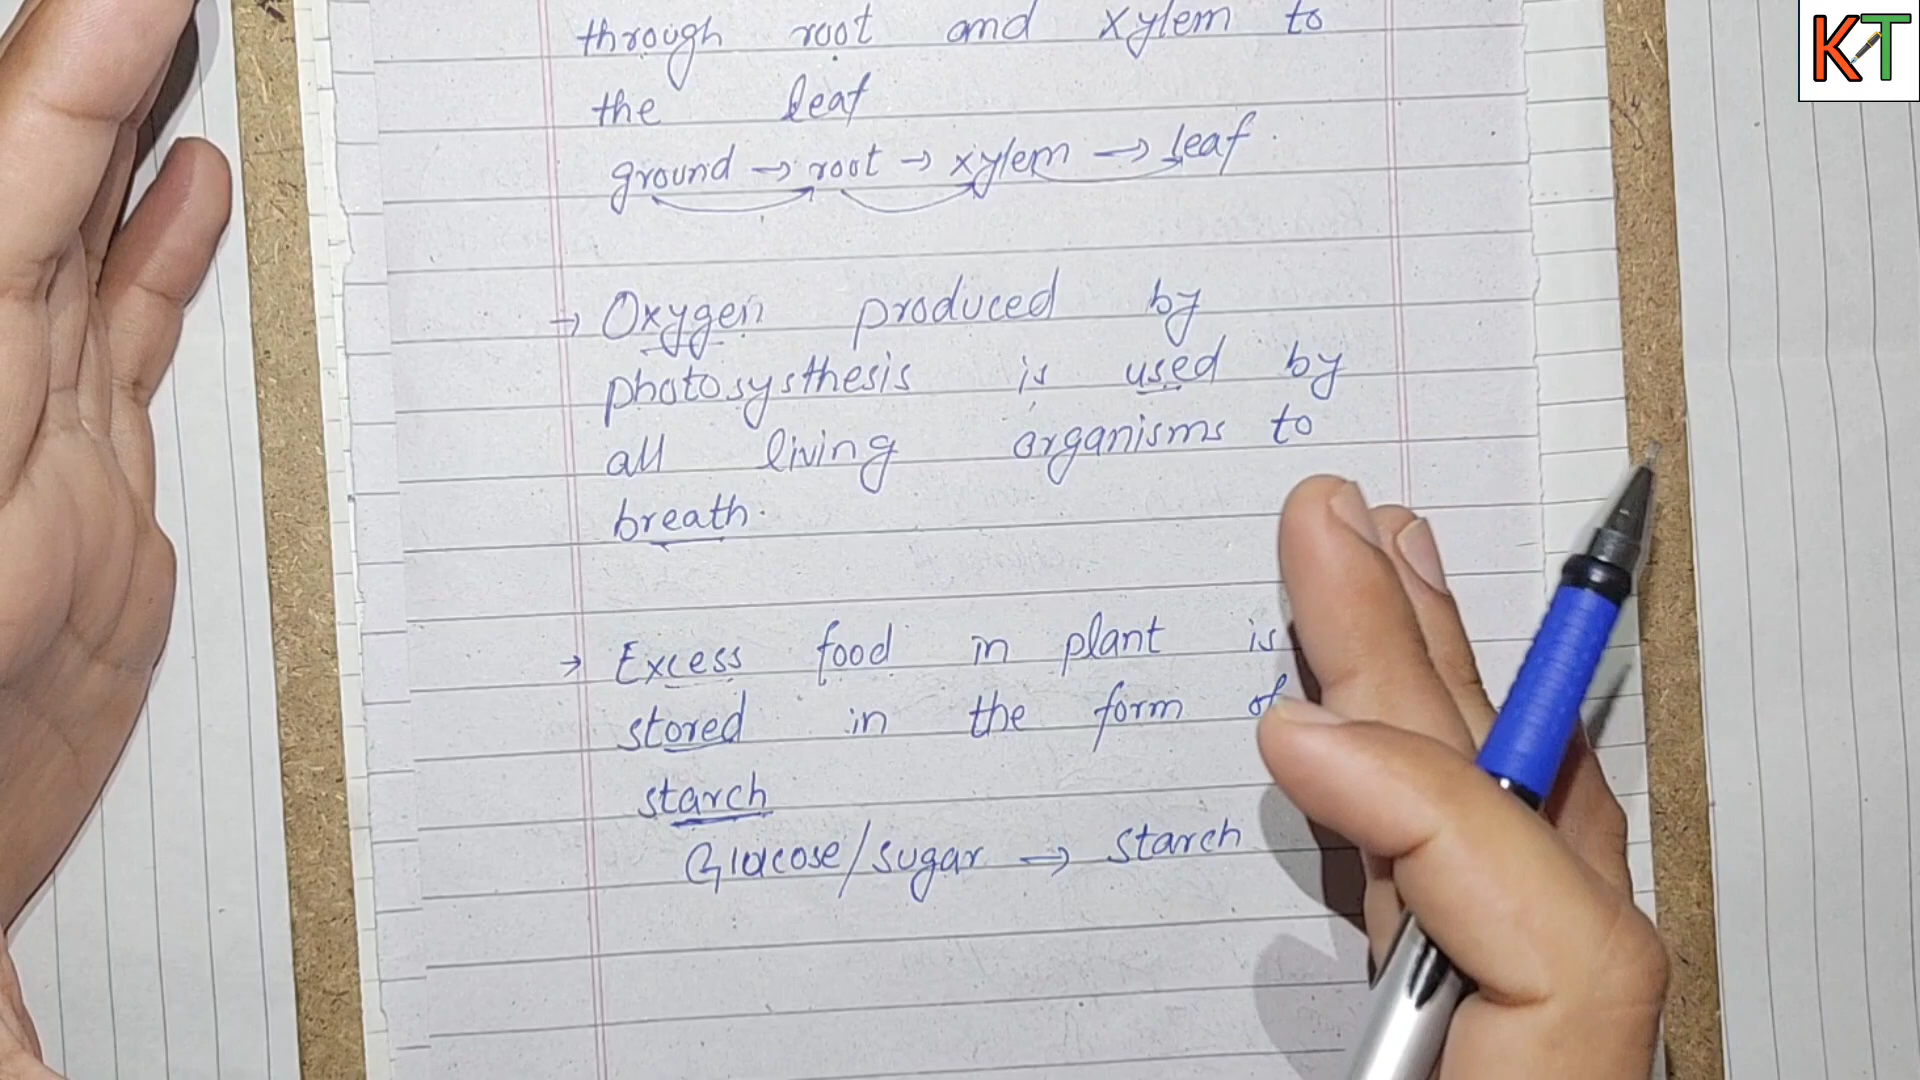 KT
through root and xylem to
the leaf
ground → root → xylem → leaf.
→ Oxygen produced by
photosysthesis is used by
all living organisms to
breath.
→ Excess food in plant is
stored in the form of
starch
Glucose/sugar → starch